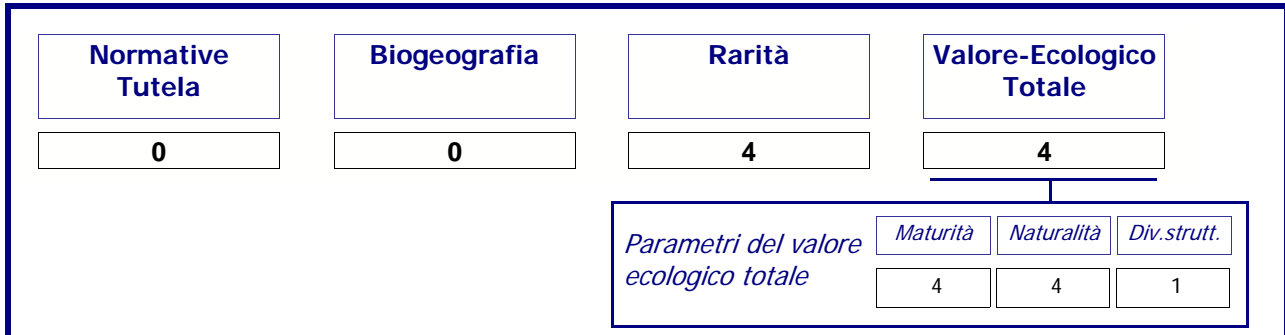 Normative
Tutela
Biogeografia
Rarità
Valore-Ecologico
Totale
0
0
4
4
Parametri del valore
ecologico totale
Maturità
Naturalità
Div.strutt.
4
4
1